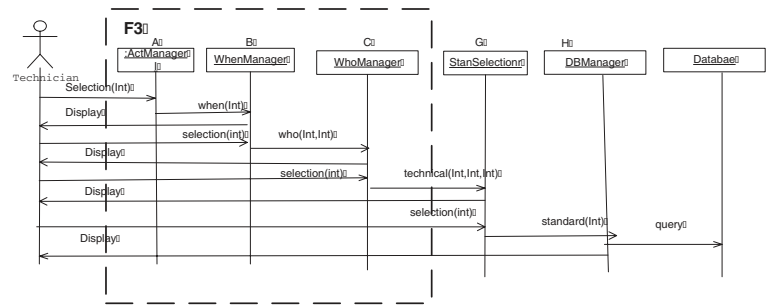 F3▯
A▯
B▯
C▯
G▯
H▯
:ActManager▯
▯
WhenManager▯
WhoManager▯
StanSelectionr▯
DBManager▯
Databae▯
Technician
Selection(Int)▯
when(Int)▯
Display▯
selection(int)▯
who(Int,Int)▯
Display▯
selection(int)▯
technical(Int,Int,Int)▯
Display▯
selection(int)▯
standard(Int)▯
query▯
Display▯